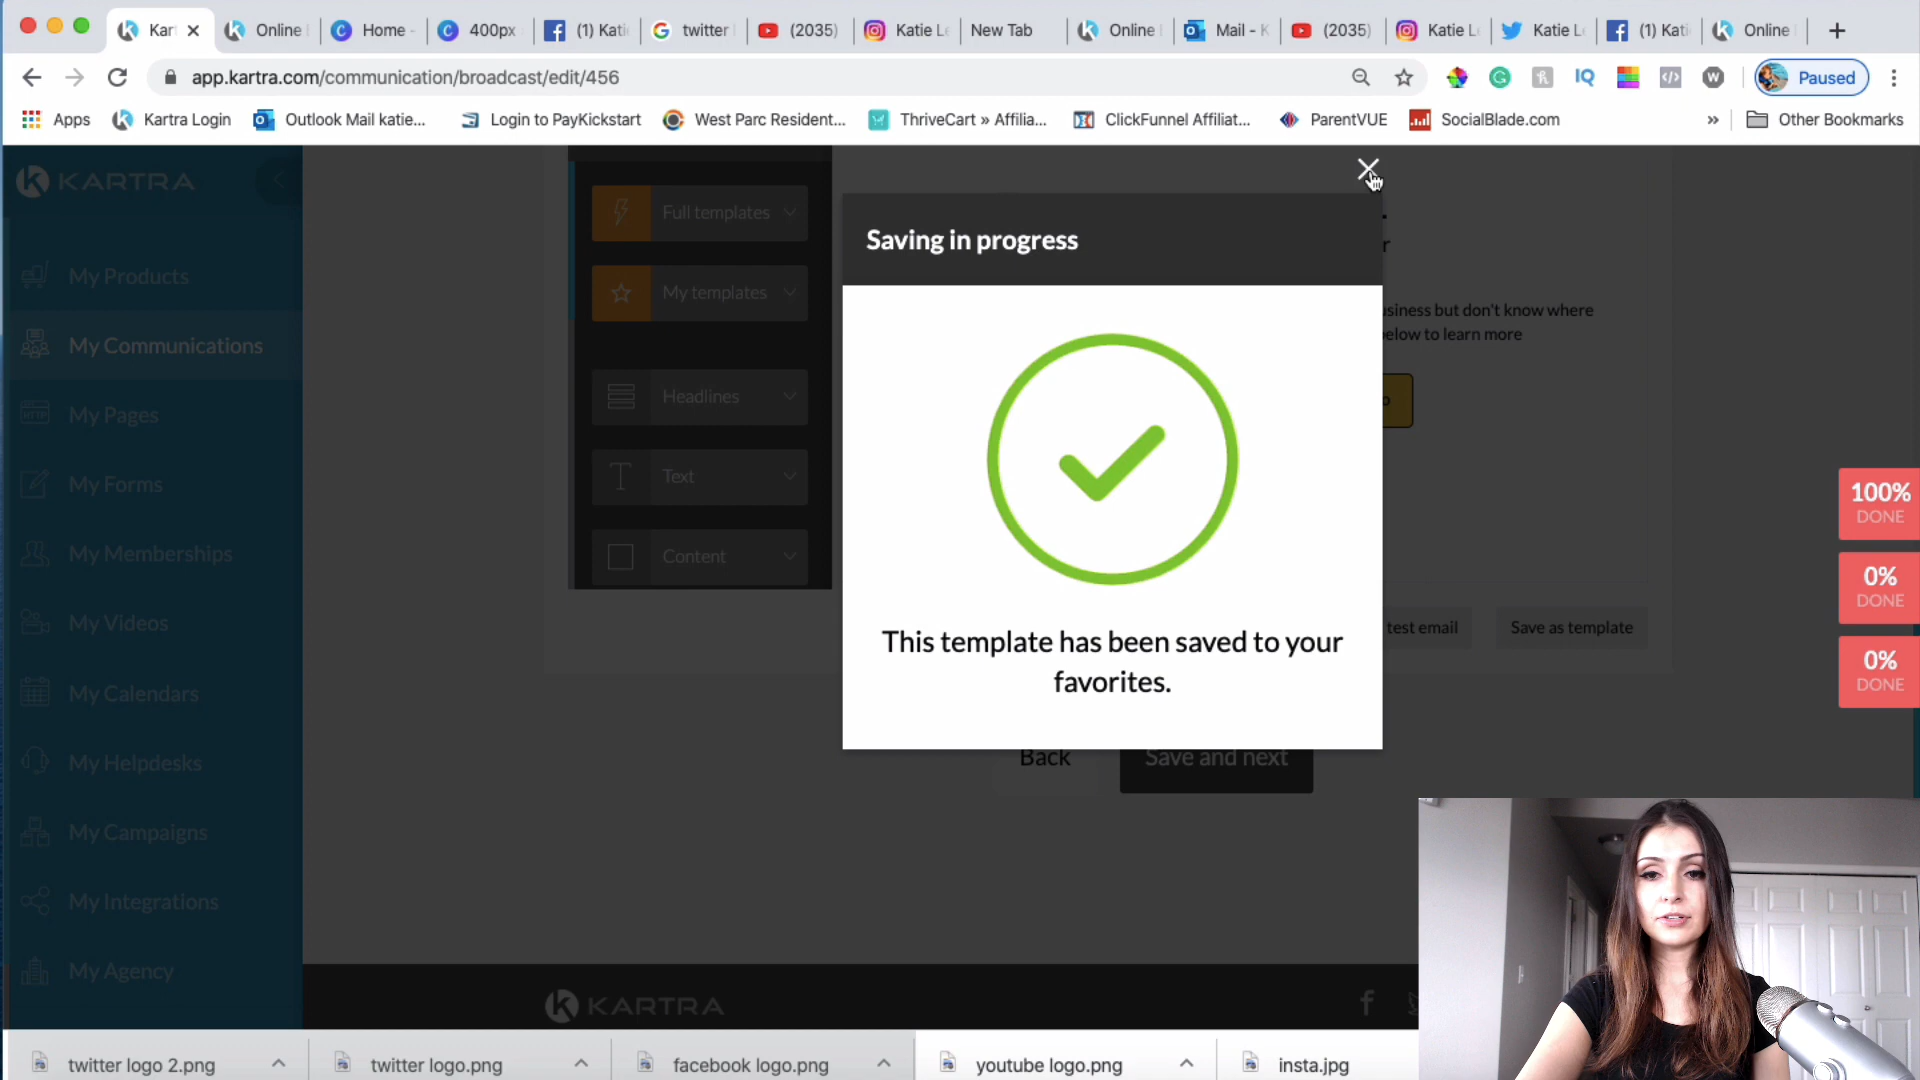 Kar
Online
Home -
400px
(1) Kati
twitter
(2035)
Katie Le
New Tab
Online
Mail - K
(2035)
Katie Le
Katie Le
(1) Kati
Online
app.kartra.com/communication/broadcast/edit/456
IQ
W
Paused
Apps
Kartra Login
Outlook Mail katie...
Login to PayKickstart
West Parc Resident...
ThriveCart » Affilia...
ClickFunnel Affiliat...
ParentVUE
SocialBlade.com
»
Other Bookmarks
KARTRA
My Products
My Communications
My Pages
My Forms
My Memberships
My Videos
My Calendars
My Helpdesks
My Campaigns
My Integrations
My Agency
Full templates
My templates
Headlines
Text
Content
Saving in progress
This template has been saved to your
favorites.
usiness but don't know where
elow to learn more
test email
Save as template
Back
Save and next
100%
DONE
0%
DONE
0%
DONE
KARTRA
twitter logo 2.png
twitter logo.png
facebook logo.png
youtube logo.png
insta.jpg